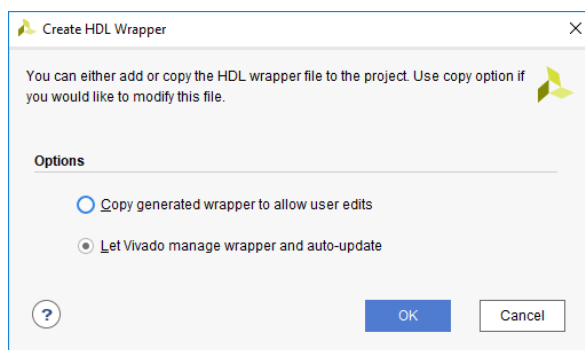 Create HDL Wrapper
You can either add or copy the HDL wrapper file to the project. Use copy option if
you would like to modify this file.
Options
Copy generated wrapper to allow user edits
Let Vivado manage wrapper and auto-update
?
OK
Cancel